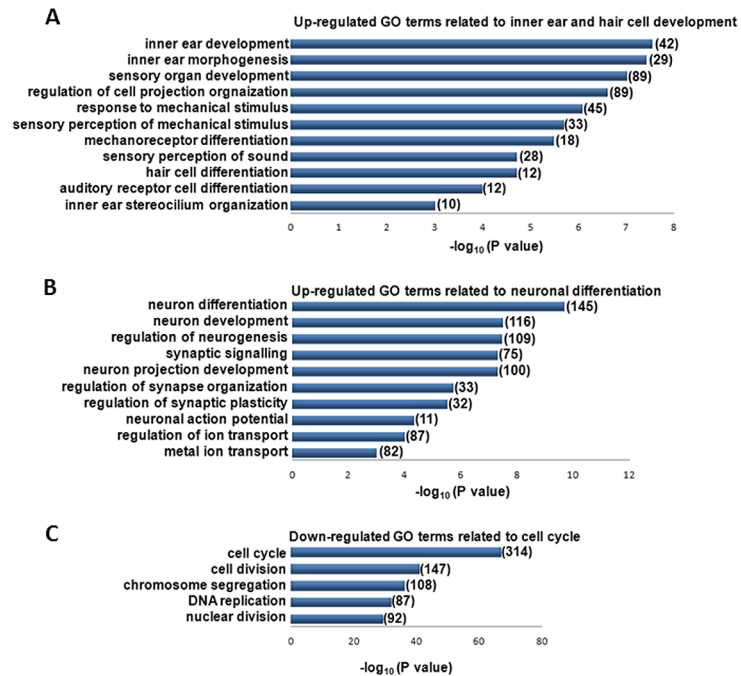 A
Up-regulated GO terms related to inner ear and hair cell development
inner ear development (42)
inner ear morphogenesis (29)
sensory organ development (89)
regulation of cell projection orgnaization (89)
response to mechanical stimulus (45)
sensory perception of mechanical stimulus (33)
mechanoreceptor differentiation (18)
sensory perception of sound (28)
hair cell differentiation (12)
auditory receptor cell differentiation (12)
inner ear stereocilium organization (10)
0 1 2 3 4 5 6 7 8
-log10 (P value)
B
Up-regulated GO terms related to neuronal differentiation
neuron differentiation (145)
neuron development (116)
regulation of neurogenesis (109)
synaptic signalling (75)
neuron projection development (100)
regulation of synapse organization (33)
regulation of synaptic plasticity (32)
neuronal action potential (11)
regulation of ion transport (87)
metal ion transport (82)
0 2 4 6 8 10 12
-log10 (P value)
C
Down-regulated GO terms related to cell cycle
cell cycle (314)
cell division (147)
chromosome segregation (108)
DNA replication (87)
nuclear division (92)
0 20 40 60 80
-log10 (P value)